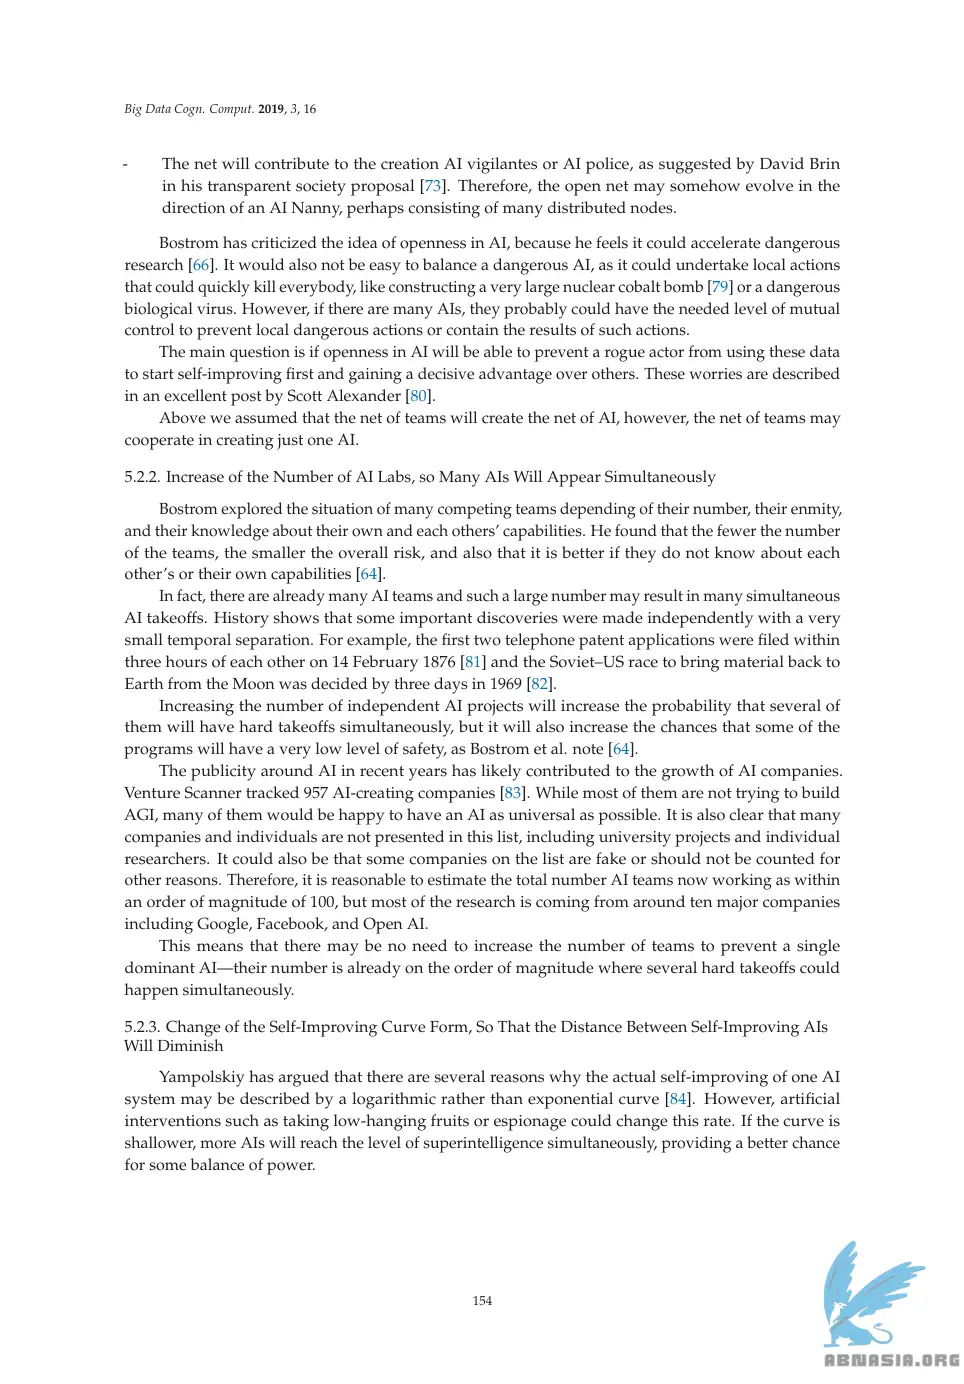 Big Data Cogn. Comput. 2019, 3, 16
- The net will contribute to the creation AI vigilantes or AI police, as suggested by David Brin
in his transparent society proposal [73]. Therefore, the open net may somehow evolve in the
direction of an AI Nanny, perhaps consisting of many distributed nodes.
Bostrom has criticized the idea of openness in AI, because he feels it could accelerate dangerous
research [66]. It would also not be easy to balance a dangerous AI, as it could undertake local actions
that could quickly kill everybody, like constructing a very large nuclear cobalt bomb [79] or a dangerous
biological virus. However, if there are many AIs, they probably could have the needed level of mutual
control to prevent local dangerous actions or contain the results of such actions.
The main question is if openness in AI will be able to prevent a rogue actor from using these data
to start self-improving first and gaining a decisive advantage over others. These worries are described
in an excellent post by Scott Alexander [80].
Above we assumed that the net of teams will create the net of AI, however, the net of teams may
cooperate in creating just one AI.
5.2.2. Increase of the Number of AI Labs, so Many AIs Will Appear Simultaneously
Bostrom explored the situation of many competing teams depending of their number, their enmity,
and their knowledge about their own and each others' capabilities. He found that the fewer the number
of the teams, the smaller the overall risk, and also that it is better if they do not know about each
other's or their own capabilities [64].
In fact, there are already many AI teams and such a large number may result in many simultaneous
AI takeoffs. History shows that some important discoveries were made independently with a very
small temporal separation. For example, the first two telephone patent applications were filed within
three hours of each other on 14 February 1876 [81] and the Soviet–US race to bring material back to
Earth from the Moon was decided by three days in 1969 [82].
Increasing the number of independent AI projects will increase the probability that several of
them will have hard takeoffs simultaneously, but it will also increase the chances that some of the
programs will have a very low level of safety, as Bostrom et al. note [64].
The publicity around AI in recent years has likely contributed to the growth of AI companies.
Venture Scanner tracked 957 AI-creating companies [83]. While most of them are not trying to build
AGI, many of them would be happy to have an AI as universal as possible. It is also clear that many
companies and individuals are not presented in this list, including university projects and individual
researchers. It could also be that some companies on the list are fake or should not be counted for
other reasons. Therefore, it is reasonable to estimate the total number AI teams now working as within
an order of magnitude of 100, but most of the research is coming from around ten major companies
including Google, Facebook, and Open AI.
This means that there may be no need to increase the number of teams to prevent a single
dominant AI—their number is already on the order of magnitude where several hard takeoffs could
happen simultaneously.
5.2.3. Change of the Self-Improving Curve Form, So That the Distance Between Self-Improving AIs
Will Diminish
Yampolskiy has argued that there are several reasons why the actual self-improving of one AI
system may be described by a logarithmic rather than exponential curve [84]. However, artificial
interventions such as taking low-hanging fruits or espionage could change this rate. If the curve is
shallower, more AIs will reach the level of superintelligence simultaneously, providing a better chance
for some balance of power.
154
ABNASIA.ORG